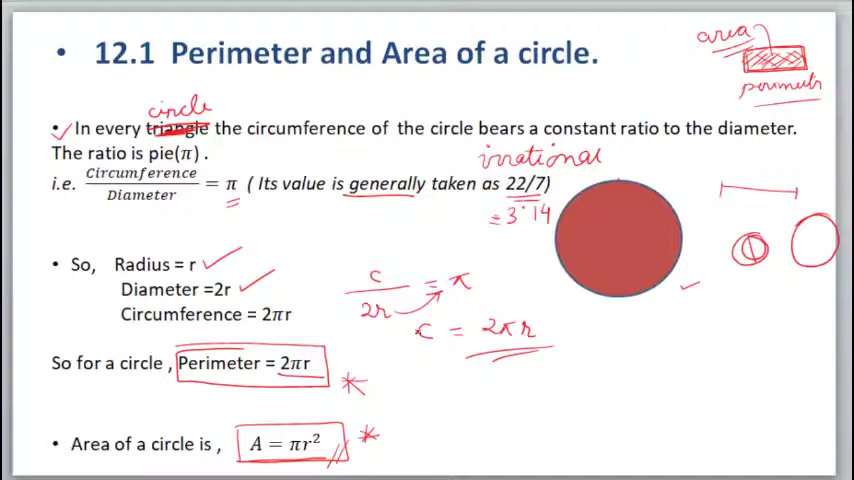 • 12.1 Perimeter and Area of a circle.
area
perimeter
circle
• In every triangle the circumference of the circle bears a constant ratio to the diameter.
The ratio is pie(π) .
irrational
i.e. Circumference/Diameter = π ( Its value is generally taken as 22/7)
= 3.14
• So, Radius = r
Diameter =2r
Circumference = 2πr
c/2r = π
c = 2πr
So for a circle , Perimeter = 2πr
• Area of a circle is , A = πr²